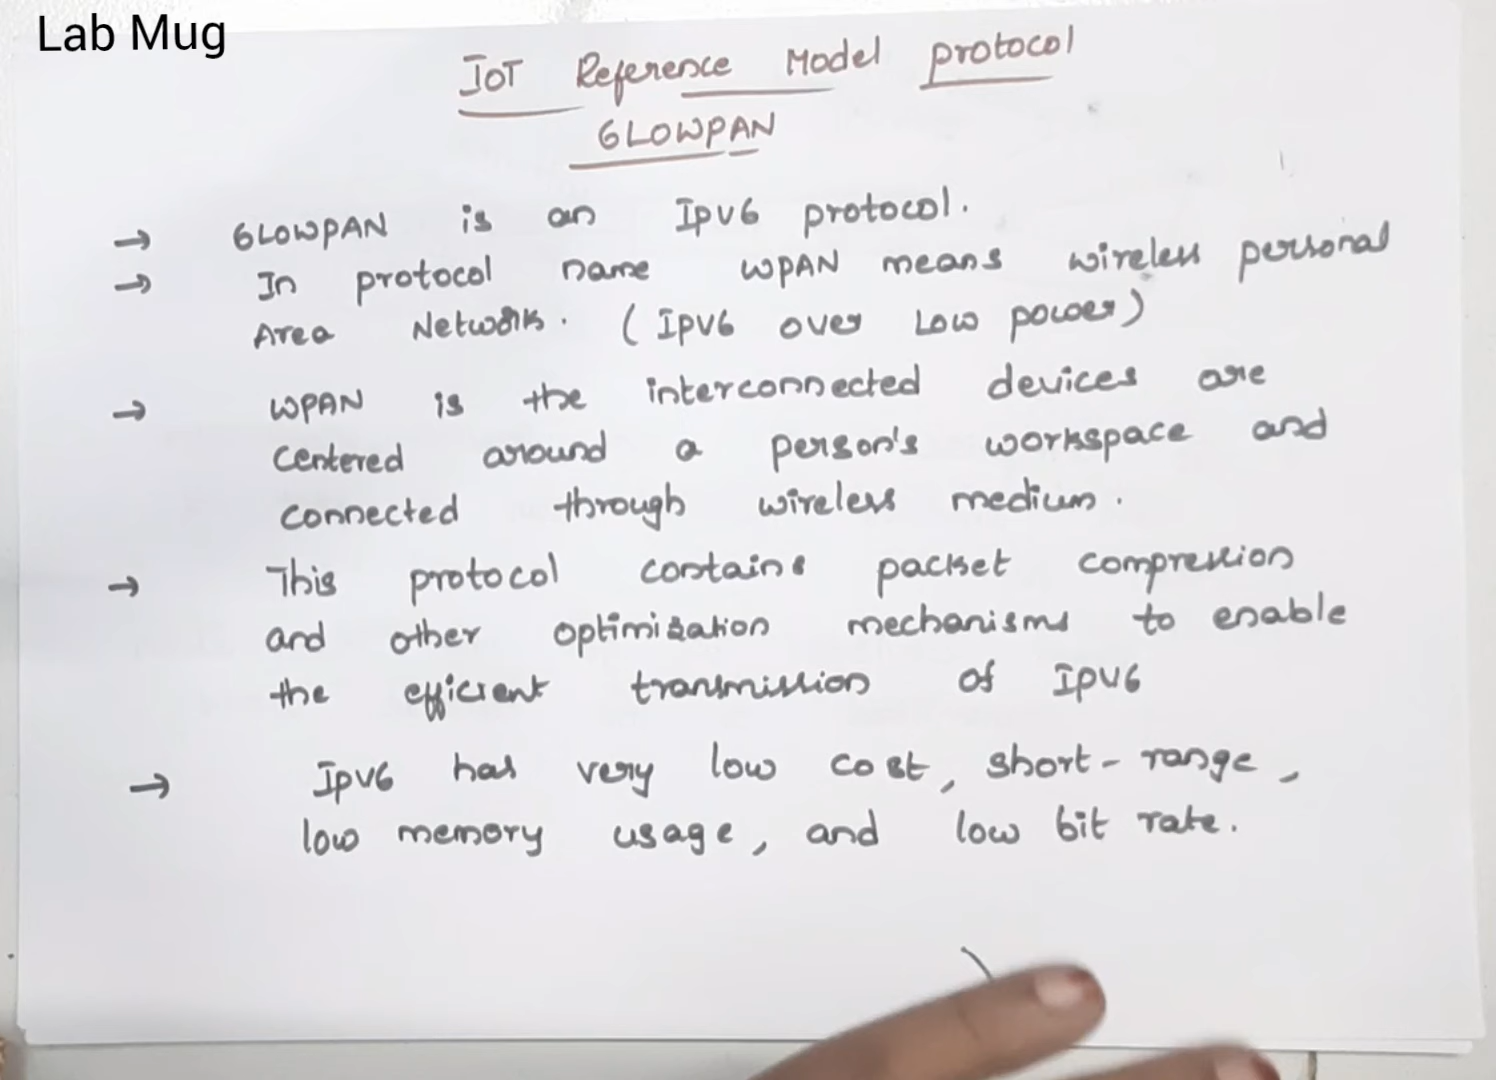 Lab Mug
IOT Reference Model protocol
6LOWPAN
→ 6LOWPAN is an IPV6 protocol.
→ In protocol name WPAN means wireless personal
Area Network. (IPV6 over Low power)
→ WPAN is the interconnected devices are
centered around a person's workspace and
connected through wireless medium.
→ This protocol contains packet compression
and other optimization mechanisms to enable
the efficient transmission of IPV6
→ IPV6 has very low cost, short-range,
low memory usage, and low bit rate.